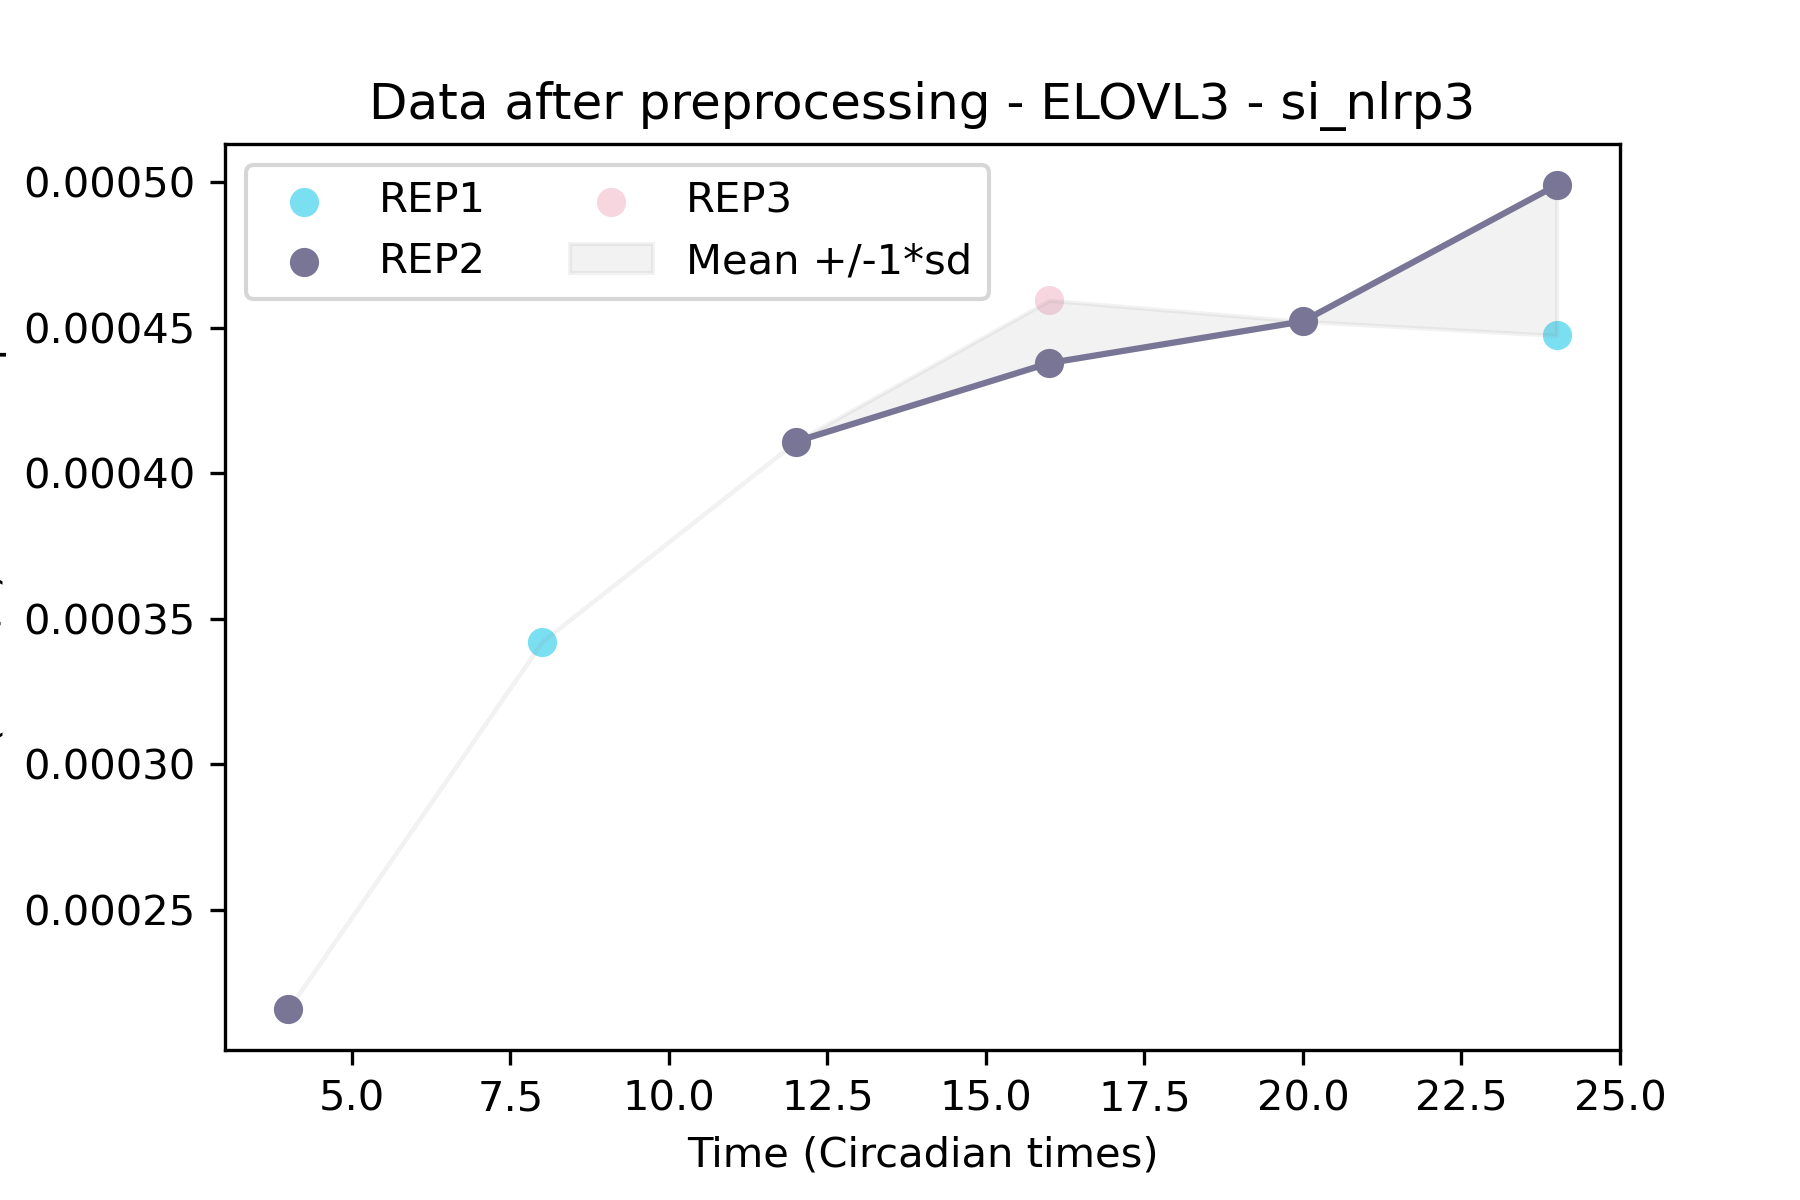 Data after preprocessing - ELOVL3 - si_nlrp3
REP1
REP2
REP3
Mean +/-1*sd
0.00050
0.00045
0.00040
0.00035
0.00030
0.00025
5.0 7.5 10.0 12.5 15.0 17.5 20.0 22.5 25.0
Time (Circadian times)